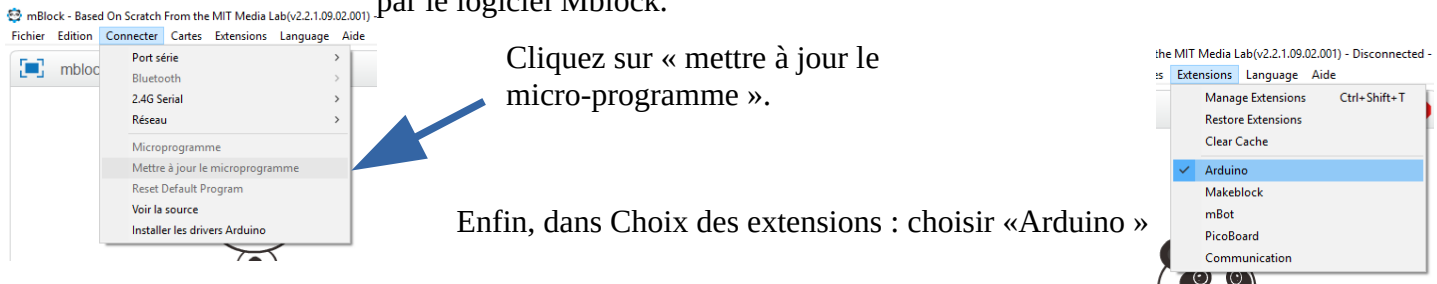 par le logiciel Mblock.
mBlock - Based On Scratch From the MIT Media Lab(v2.2.1.09.02.001) -
Fichier Edition Connecter Cartes Extensions Language Aide
mbloc
Port série >
Bluetooth >
2.4G Serial >
Réseau >
Microprogramme
Mettre à jour le microprogramme
Reset Default Program
Voir la source
Installer les drivers Arduino
Cliquez sur « mettre à jour le
micro-programme ».
Enfin, dans Choix des extensions : choisir «Arduino »
the MIT Media Lab(v2.2.1.09.02.001) - Disconnected -
es Extensions Language Aide
Manage Extensions Ctrl+Shift+T
Restore Extensions
Clear Cache
Arduino
Makeblock
mBot
PicoBoard
Communication